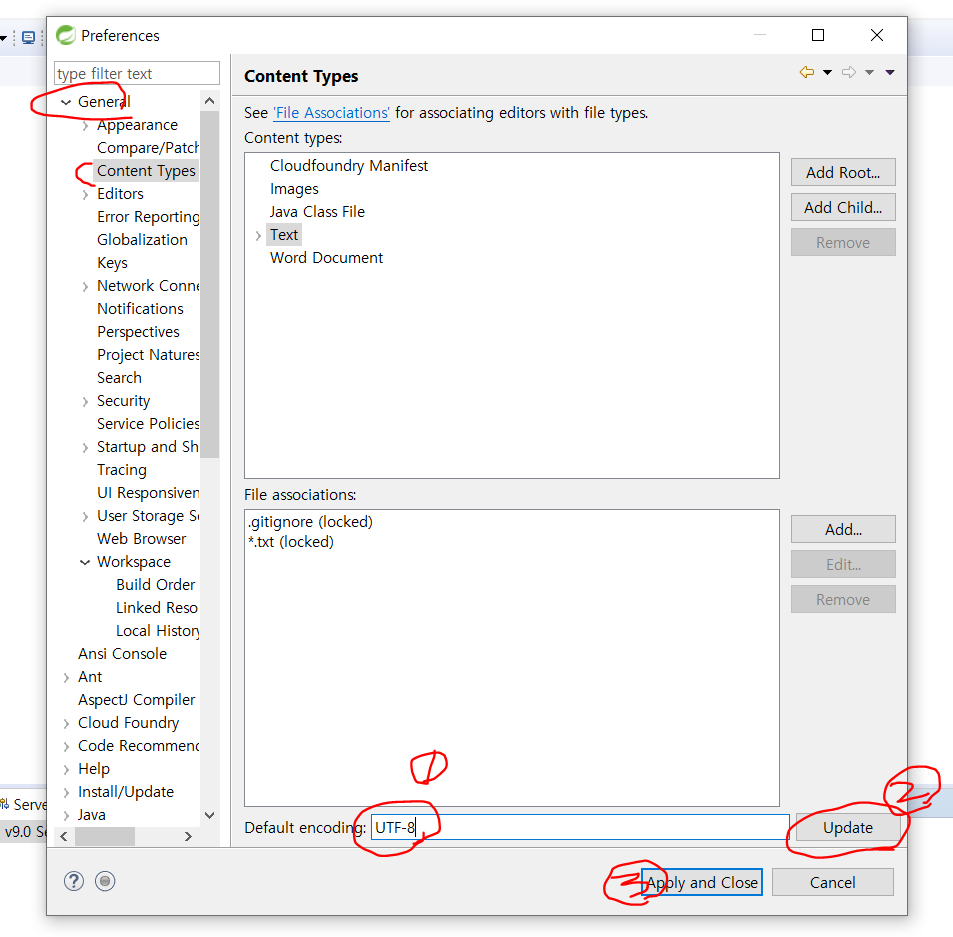 Preferences
type filter text
General
Appearance
Compare/Patch
Content Types
Editors
Error Reporting
Globalization
Keys
Network Conne
Notifications
Perspectives
Project Natures
Search
Security
Service Policies
Startup and Sh
Tracing
UI Responsiven
User Storage Se
Web Browser
Workspace
Build Order
Linked Reso
Local History
Ansi Console
Ant
AspectJ Compiler
Cloud Foundry
Code Recommend
Help
Install/Update
Java
Content Types
See 'File Associations' for associating editors with file types.
Content types:
Cloudfoundry Manifest
Images
Java Class File
Text
Word Document
Add Root...
Add Child...
Remove
File associations:
.gitignore (locked)
*.txt (locked)
Add...
Edit...
Remove
1
2
Default encoding: UTF-8
Update
3
Apply and Close
Cancel
Serve
v9.0 Se